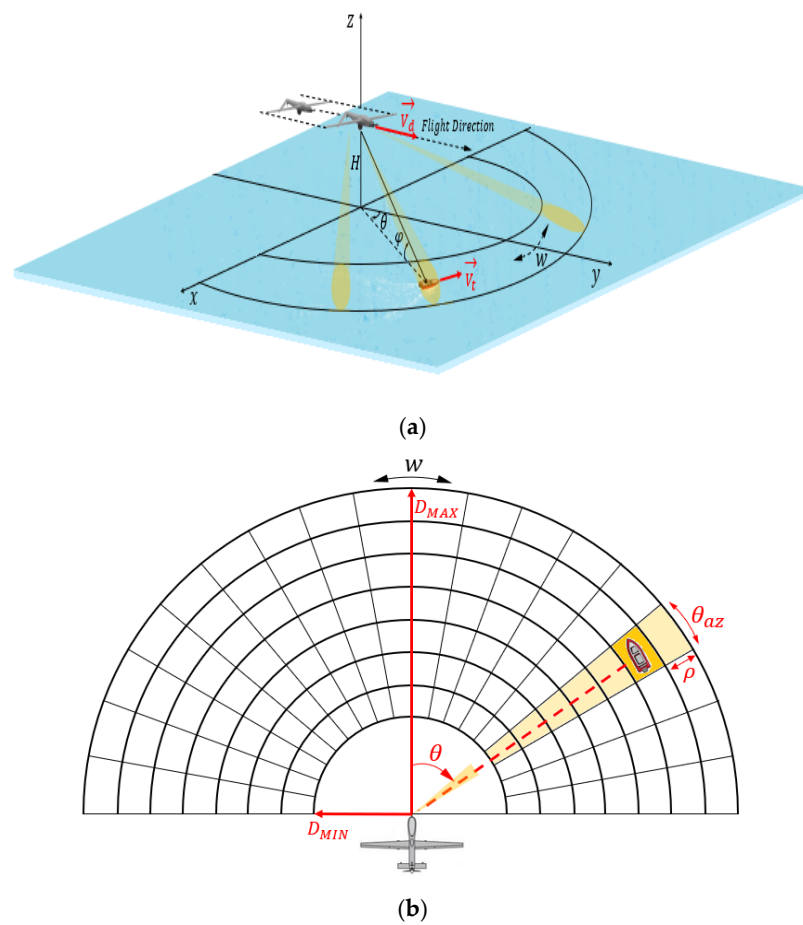 z
V_d
Flight Direction
H
θ
φ
W
V_t
x
y
(a)
w
D_MAX
θ_az
ρ
θ
D_MIN
(b)